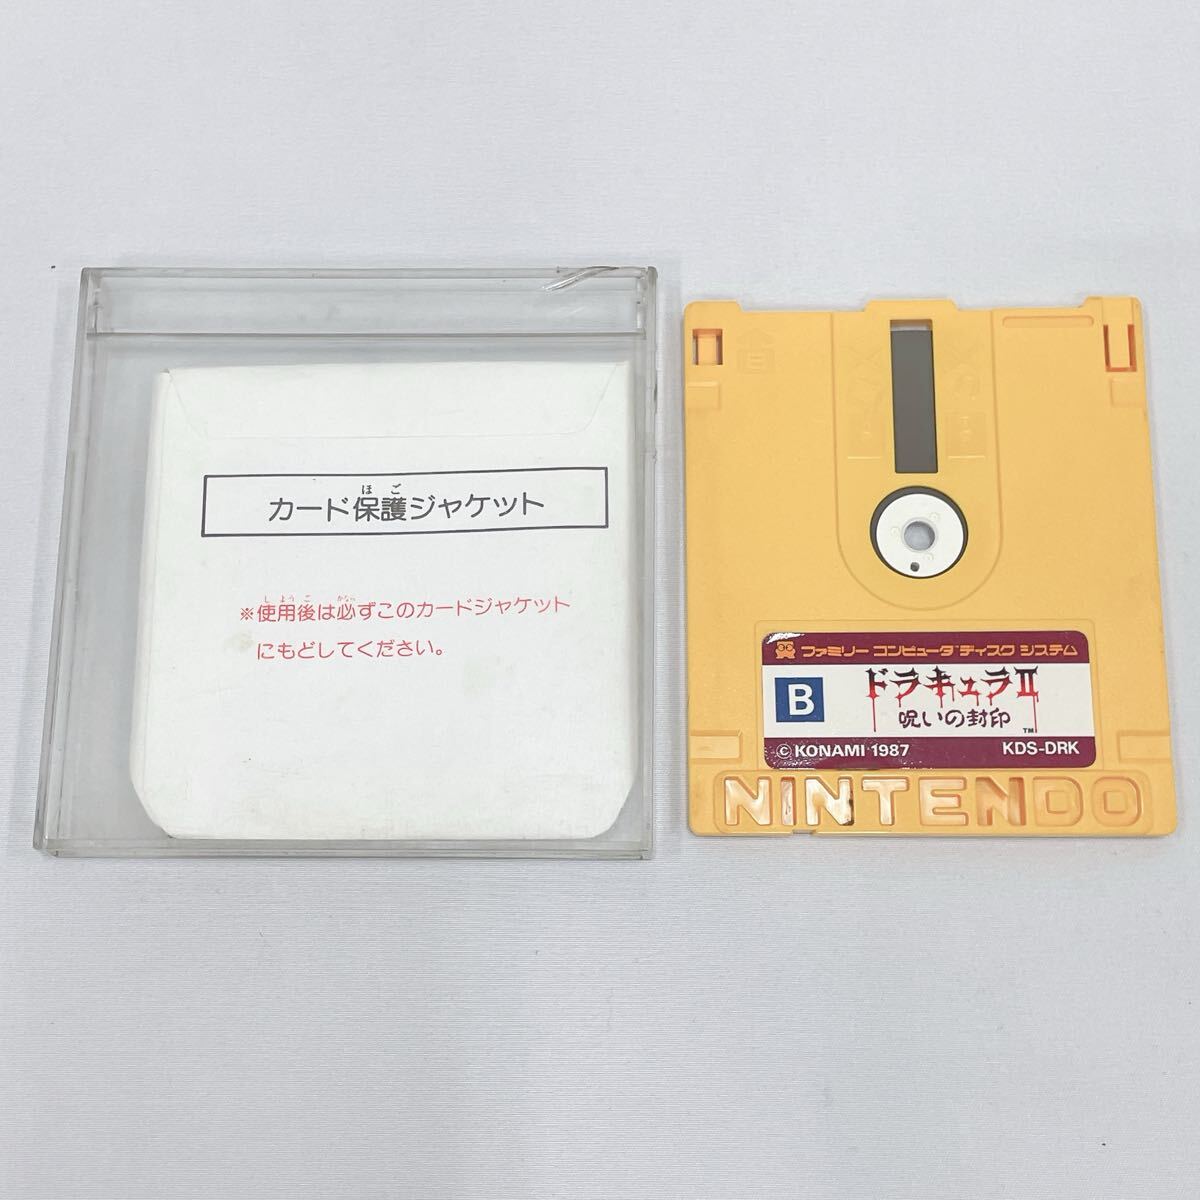 カード保護ジャケット
※使用後は必ずこのカードジャケット
にもどしてください。
ファミリー コンピュータ ディスク システム
B
ドラキュラII
呪いの封印
TM
© KONAMI 1987
KDS-DRK
NINTENDO